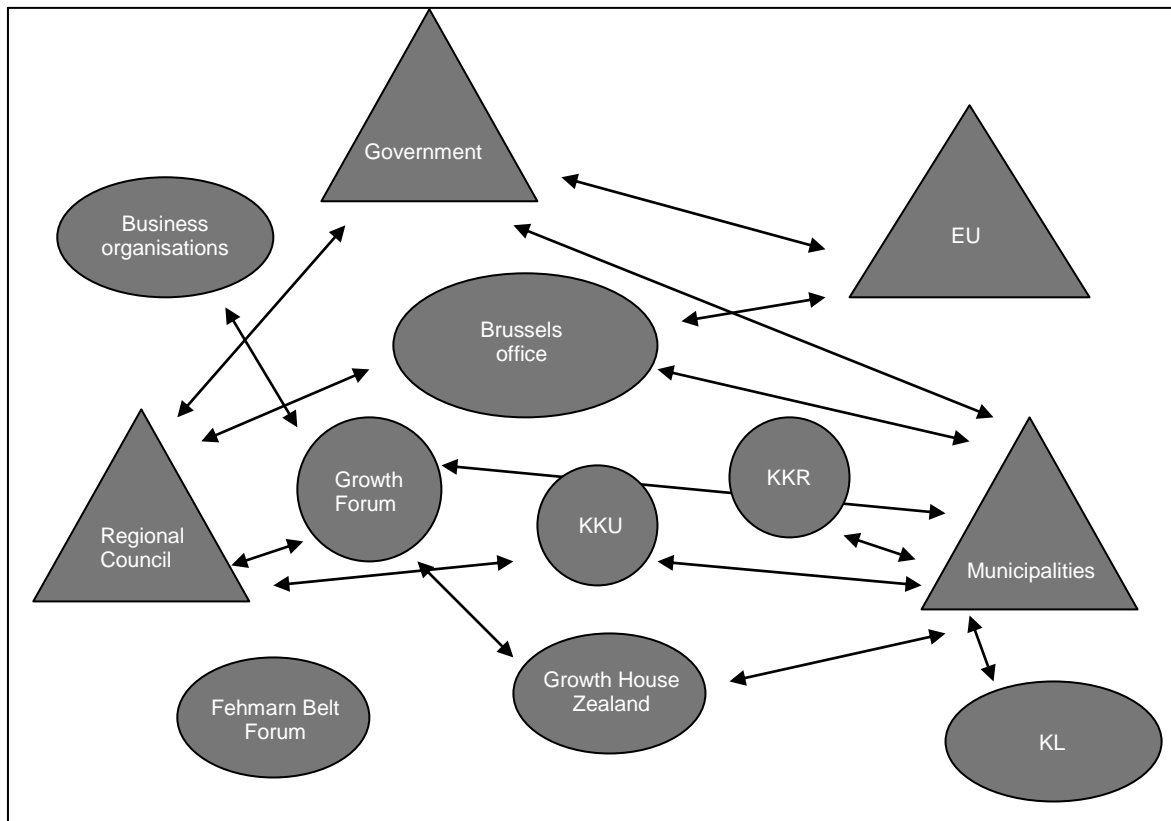 Government
Business
organisations
EU
Brussels
office
Growth
Forum
KKR
KKU
Regional
Council
Municipalities
Growth House
Zealand
Fehmarn Belt
Forum
KL